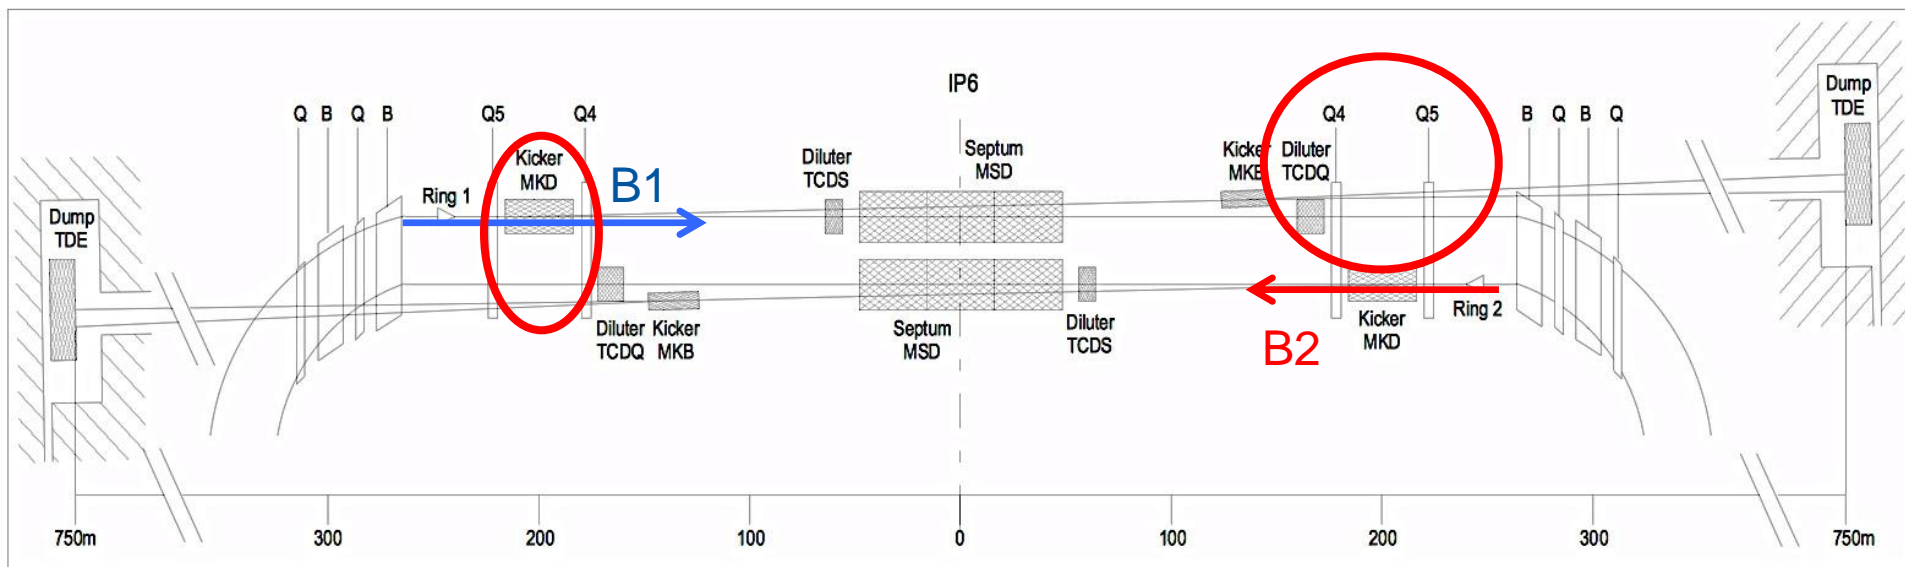 IP6
Q B Q B Q5 Q4
Q4 Q5 B Q B Q
Dump
TDE
Kicker
MKD
Ring 1
B1
Diluter
TCDS
Septum
MSD
Kicker
MKB
Diluter
TCDQ
Dump
TDE
Diluter
TCDQ
Kicker
MKB
Septum
MSD
Diluter
TCDS
B2
Kicker
MKD
Ring 2
750m 300 200 100 0 100 200 300 750m